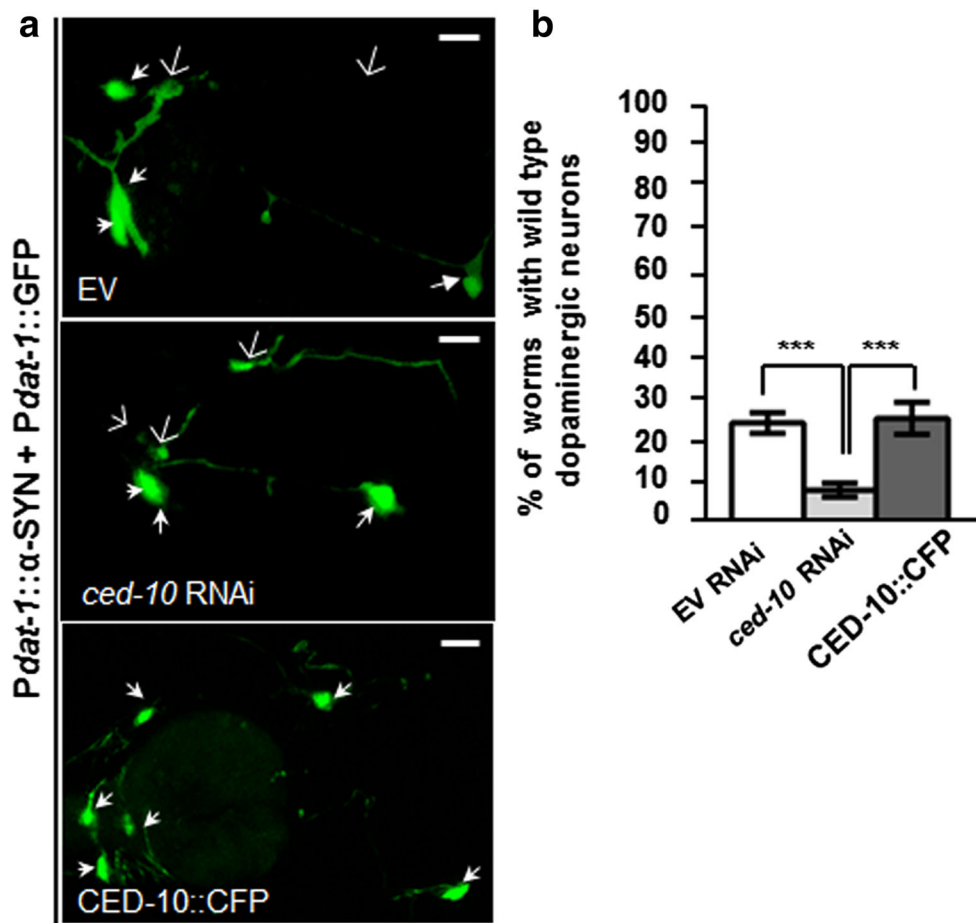 a
Pdat-1::α-SYN + Pdat-1::GFP
EV
ced-10 RNAi
CED-10::CFP
b
% of worms with wild type
dopaminergic neurons
100
90
80
70
60
50
40
30
20
10
0
*** ***
EV RNAi
ced-10 RNAi
CED-10::CFP